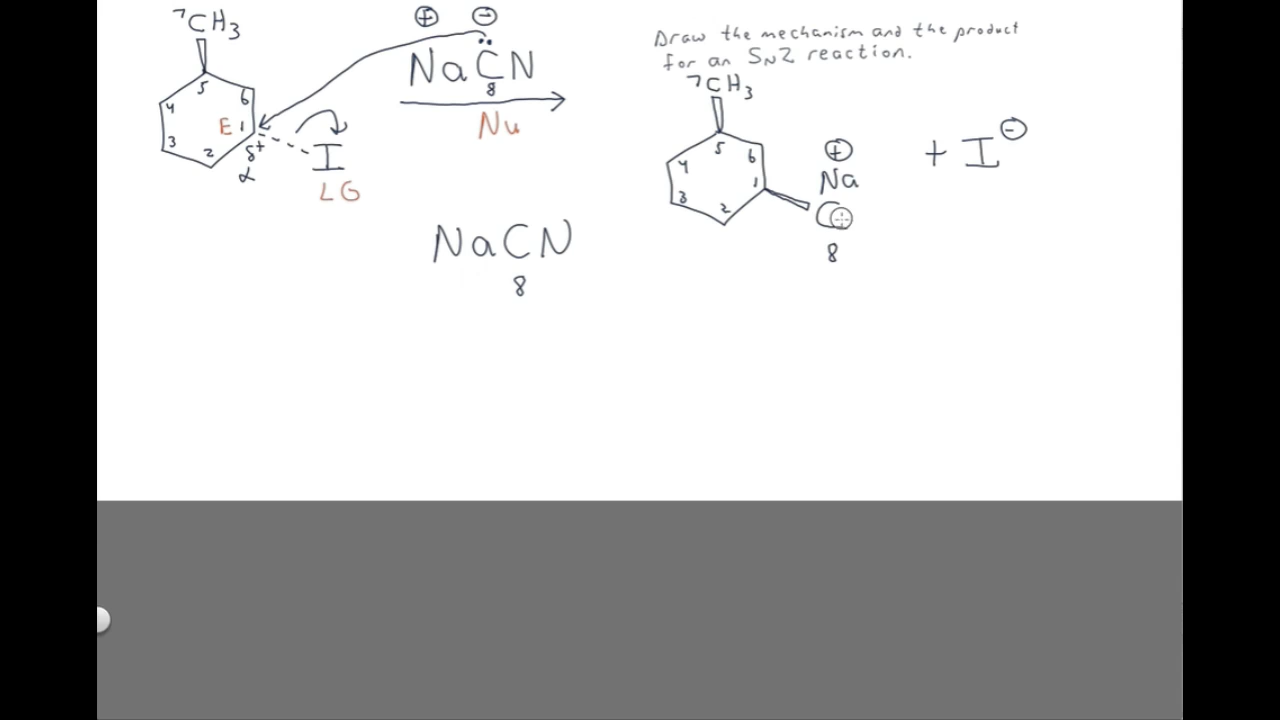 ⁷CH₃
4 5 6
3 2 E 1
δ⁺
α
I
LG
⊕ ⊖
NaC̈N
8
Nu
NaCN
8
Draw the mechanism and the product
for an SN2 reaction.
⁷CH₃
4 5 6
3 2 1
⊕
Na
C
8
+ I ⊖